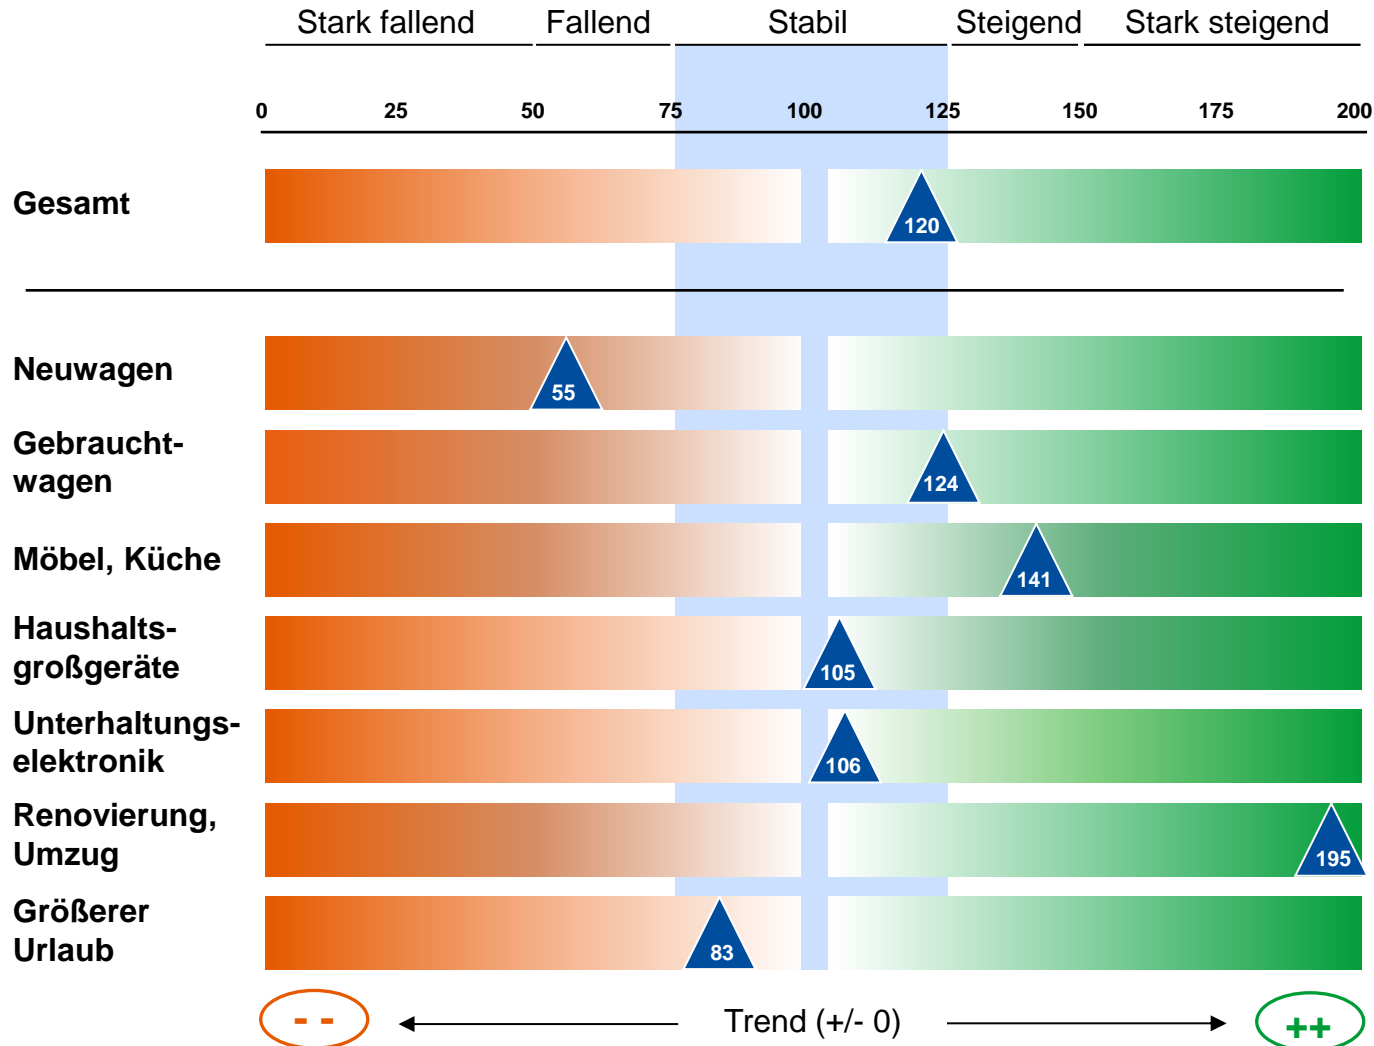 Stark fallend Fallend Stabil Steigend Stark steigend
0 25 50 75 100 125 150 175 200
Gesamt
120
Neuwagen
55
Gebraucht-
wagen
124
Möbel, Küche
141
Haushalts-
großgeräte
105
Unterhaltungs-
elektronik
106
Renovierung,
Umzug
195
Größerer
Urlaub
83
- - Trend (+/- 0) ++